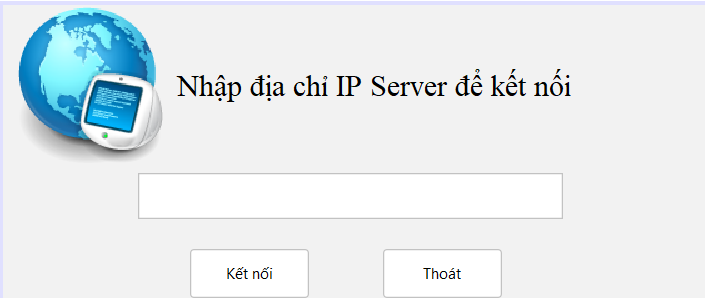 Nhập địa chỉ IP Server để kết nối
Kết nối
Thoát